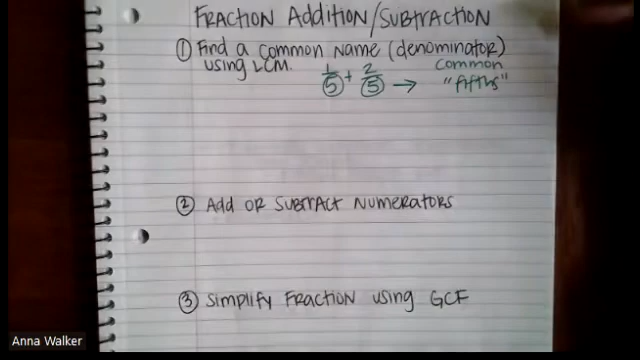 FRACTION Addition/SUBTRACTION
① Find a common name (denominator)
using LCM.
1/5 + 2/5 → common
"fifths"
② Add OR SUBTRACT Numerators
③ Simplify FRACTION using GCF
Anna Walker